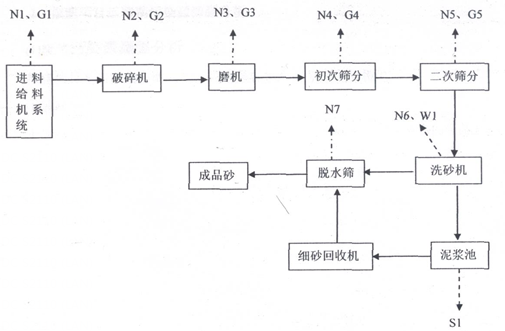 N1、G1
N2、G2
N3、G3
N4、G4
N5、G5
进料给料机系统
破碎机
磨机
初次筛分
二次筛分
N7
N6、W1
成品砂
脱水筛
洗砂机
细砂回收机
泥浆池
S1